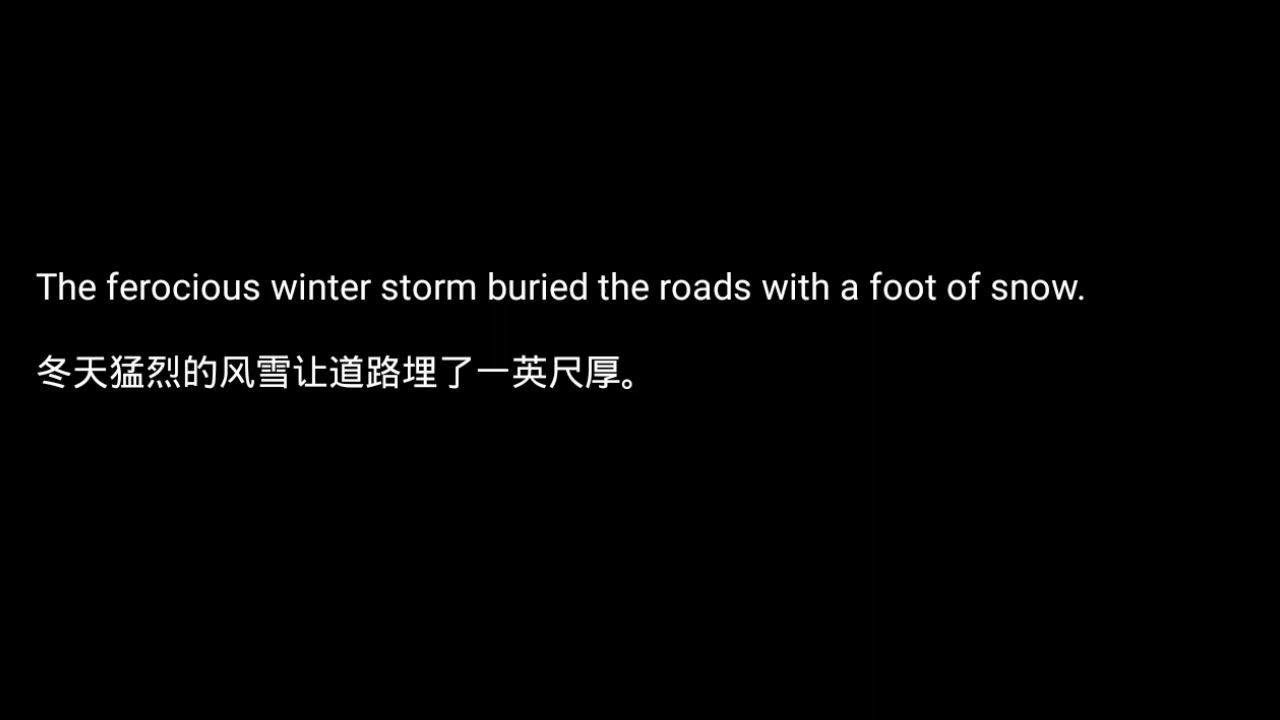 The ferocious winter storm buried the roads with a foot of snow.
冬天猛烈的风雪让道路埋了一英尺厚。